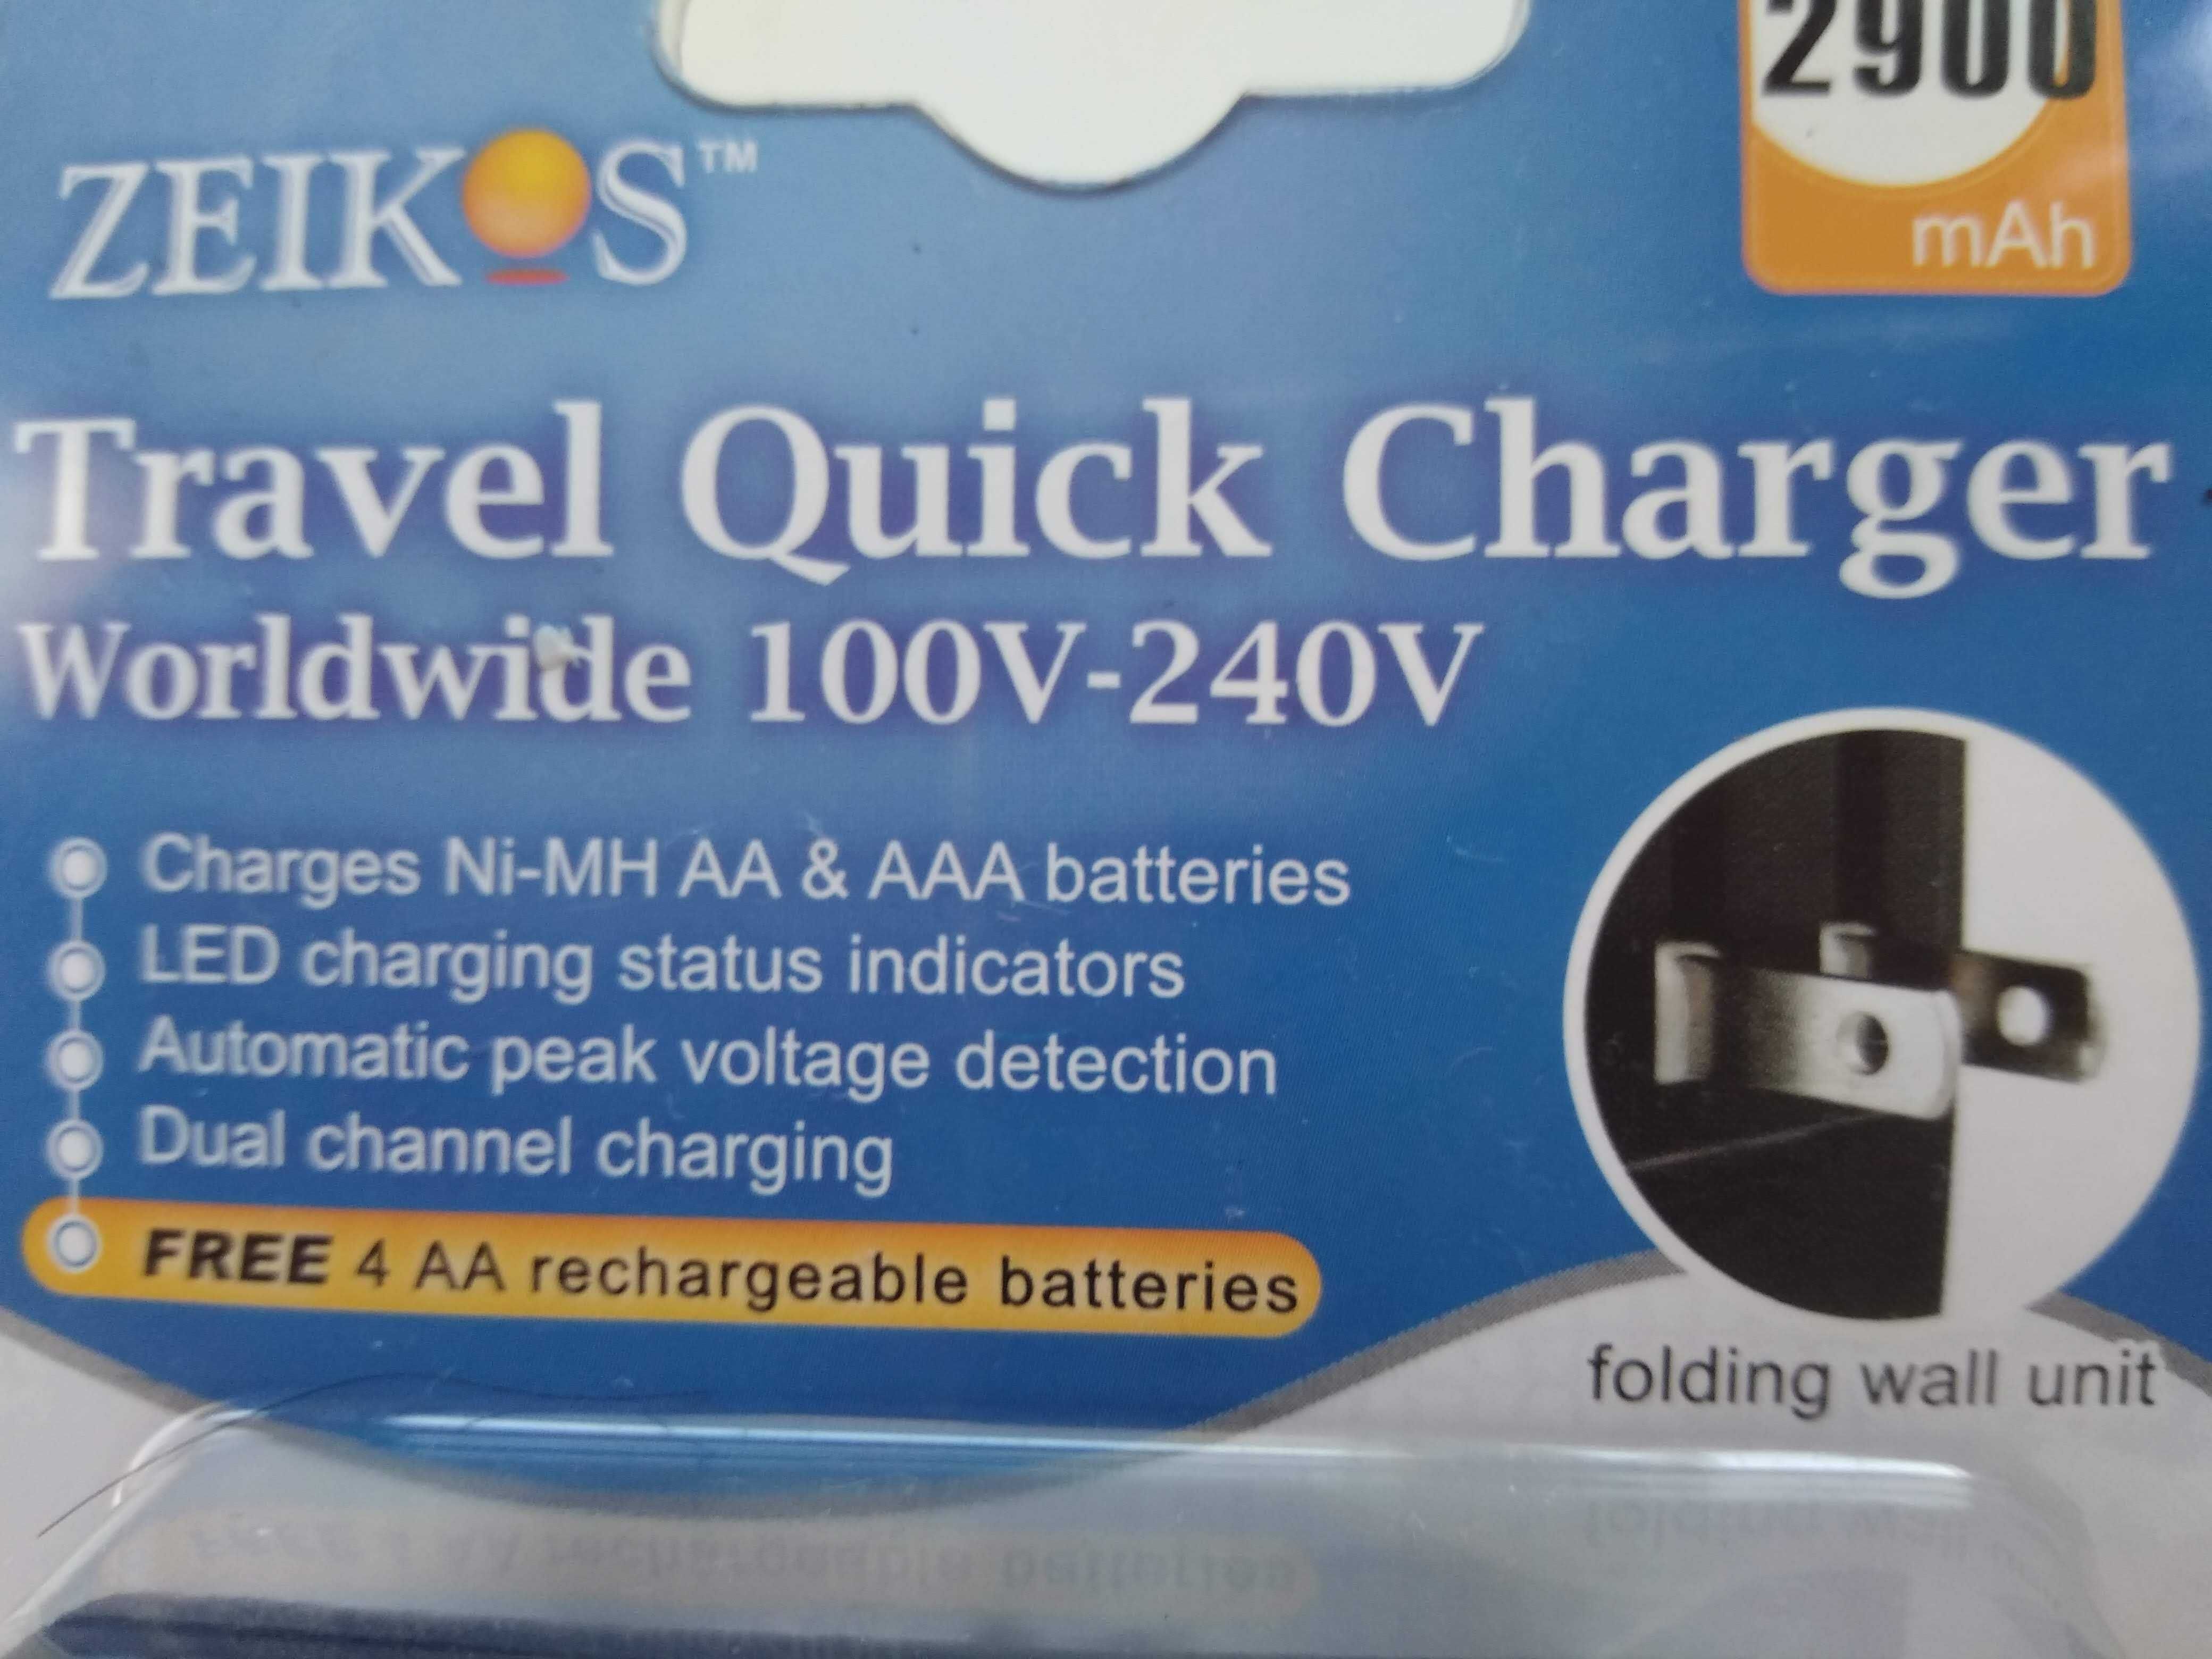 2900
mAh
ZEIKOS™
Travel Quick Charger
Worldwide 100V-240V
Charges Ni-MH AA & AAA batteries
LED charging status indicators
Automatic peak voltage detection
Dual channel charging
FREE 4 AA rechargeable batteries
folding wall unit